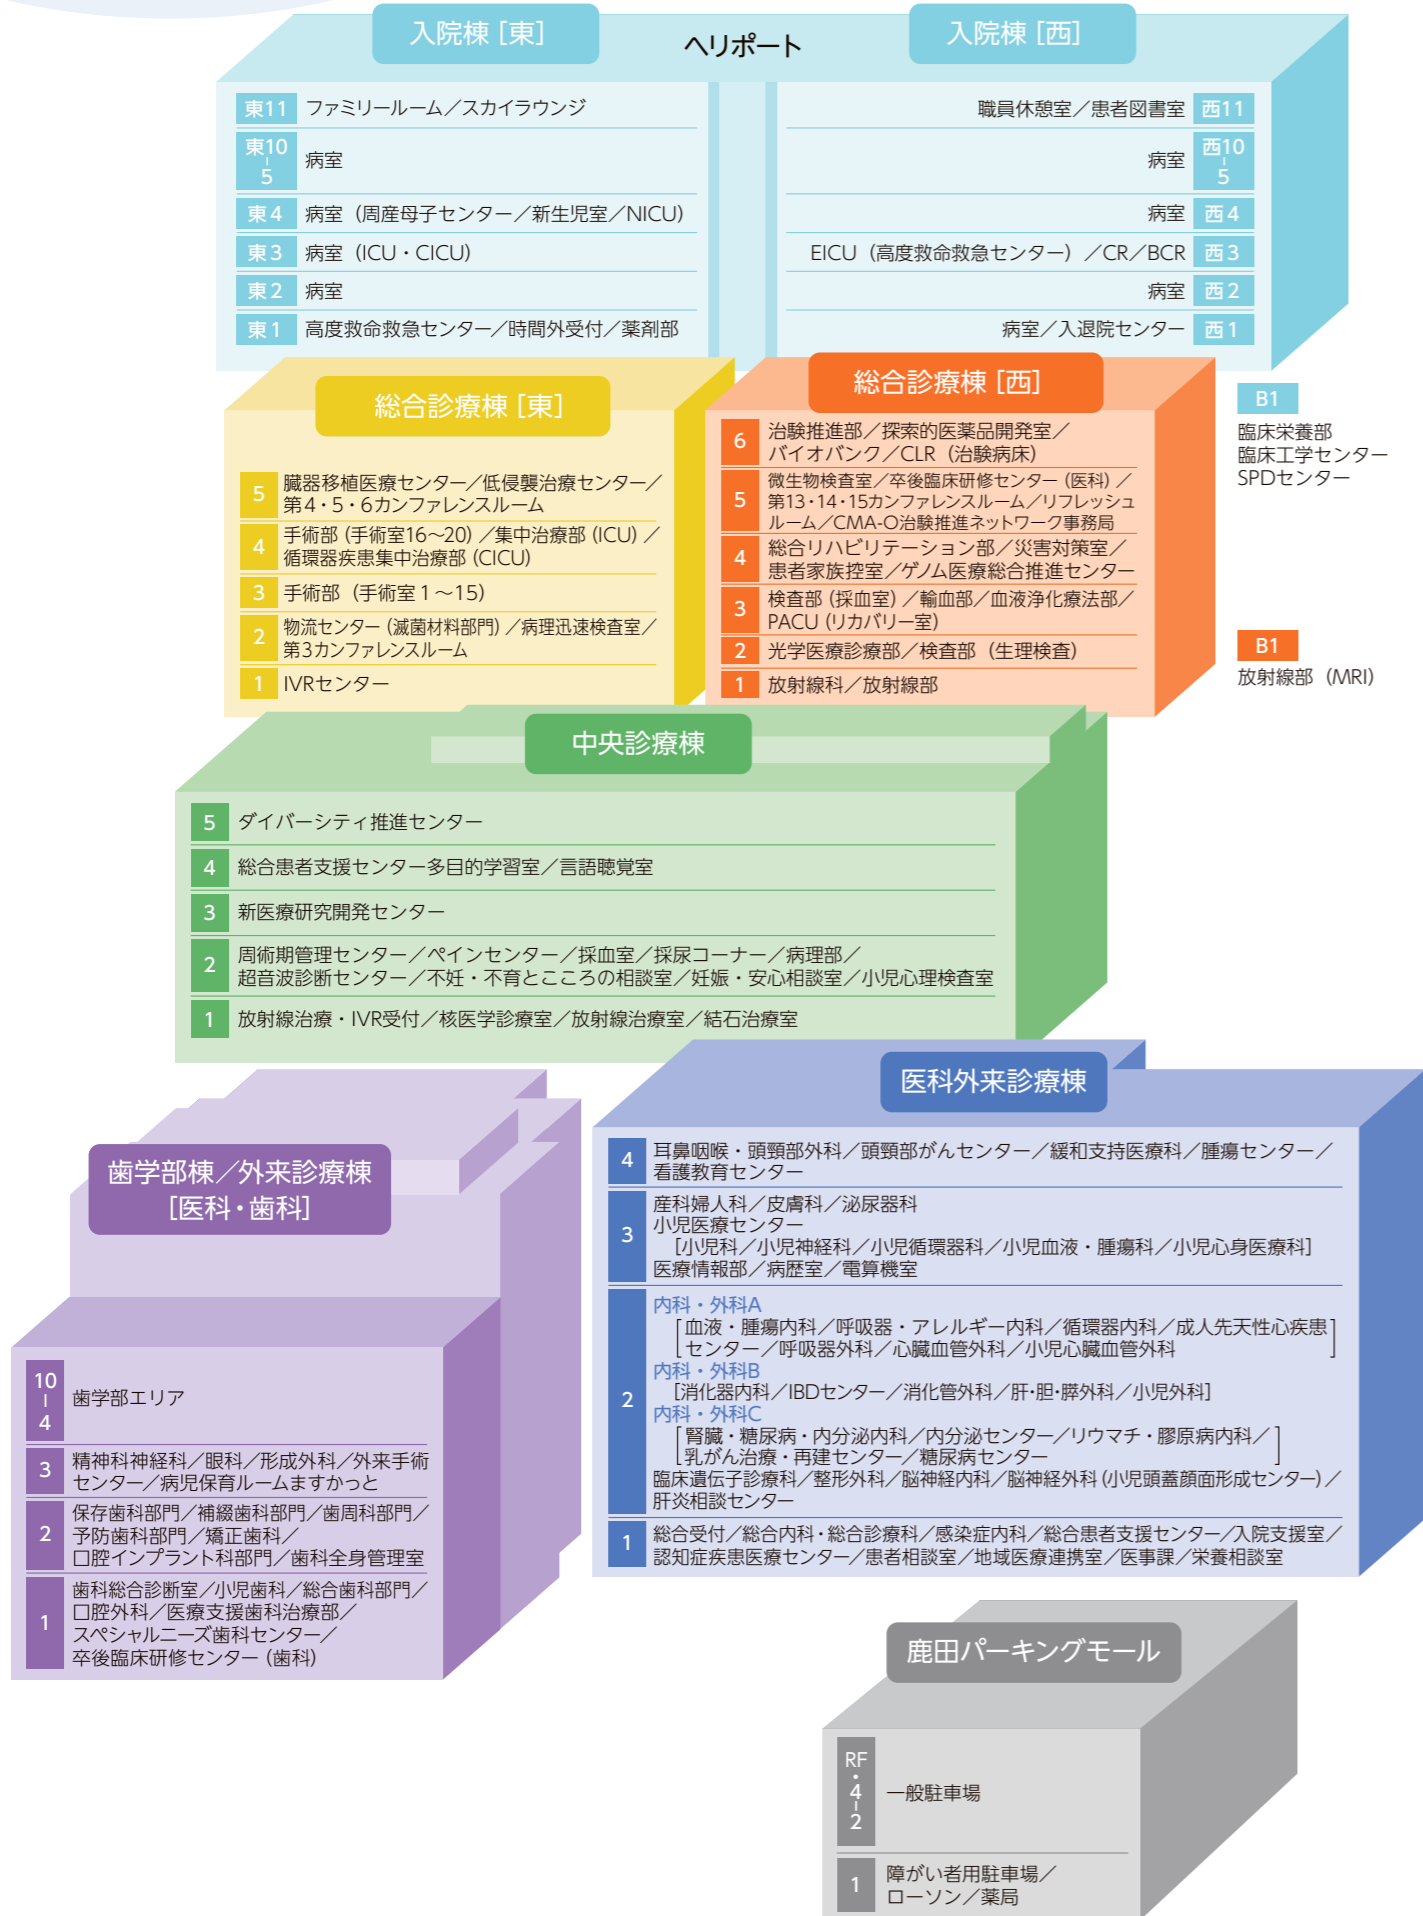 入院棟［東］
ヘリポート
入院棟［西］
東11 ファミリールーム／スカイラウンジ
東10-5 病室
東4 病室（周産母子センター／新生児室／NICU）
東3 病室（ICU・CICU）
東2 病室
東1 高度救命救急センター／時間外受付／薬剤部
職員休憩室／患者図書室 西11
病室 西10-5
病室 西4
EICU（高度救命救急センター）／CR／BCR 西3
病室 西2
病室／入退院センター 西1
B1
臨床栄養部
臨床工学センター
SPDセンター
総合診療棟［東］
5 臓器移植医療センター／低侵襲治療センター／
第4・5・6カンファレンスルーム
4 手術部（手術室16〜20）／集中治療部（ICU）／
循環器疾患集中治療部（CICU）
3 手術部（手術室1〜15）
2 物流センター（滅菌材料部門）／病理迅速検査室／
第3カンファレンスルーム
1 IVRセンター
総合診療棟［西］
6 治験推進部／探索的医薬品開発室／
バイオバンク／CLR（治験病床）
5 微生物検査室／卒後臨床研修センター（医科）／
第13・14・15カンファレンスルーム／リフレッシュ
ルーム／CMA-O治験推進ネットワーク事務局
4 総合リハビリテーション部／災害対策室／
患者家族控室／ゲノム医療総合推進センター
3 検査部（採血室）／輸血部／血液浄化療法部／
PACU（リカバリー室）
2 光学医療診療部／検査部（生理検査）
1 放射線科／放射線部
B1
放射線部（MRI）
中央診療棟
5 ダイバーシティ推進センター
4 総合患者支援センター多目的学習室／言語聴覚室
3 新医療研究開発センター
2 周術期管理センター／ペインセンター／採血室／採尿コーナー／病理部／
超音波診断センター／不妊・不育とこころの相談室／妊娠・安心相談室／小児心理検査室
1 放射線治療・IVR受付／核医学診療室／放射線治療室／結石治療室
歯学部棟／外来診療棟
［医科・歯科］
10-4 歯学部エリア
3 精神科神経科／眼科／形成外科／外来手術
センター／病児保育ルームますかっと
2 保存歯科部門／補綴歯科部門／歯周科部門／
予防歯科部門／矯正歯科／
口腔インプラント科部門／歯科全身管理室
1 歯科総合診断室／小児歯科／総合歯科部門／
口腔外科／医療支援歯科治療部／
スペシャルニーズ歯科センター／
卒後臨床研修センター（歯科）
医科外来診療棟
4 耳鼻咽喉・頭頸部外科／頭頸部がんセンター／緩和支持医療科／腫瘍センター／
看護教育センター
3 産科婦人科／皮膚科／泌尿器科
小児医療センター
［小児科／小児神経科／小児循環器科／小児血液・腫瘍科／小児心身医療科］
医療情報部／病歴室／電算機室
2 内科・外科A
［血液・腫瘍内科／呼吸器・アレルギー内科／循環器内科／成人先天性心疾患
センター／呼吸器外科／心臓血管外科／小児心臓血管外科］
内科・外科B
［消化器内科／IBDセンター／消化管外科／肝・胆・膵外科／小児外科］
内科・外科C
［腎臓・糖尿病・内分泌内科／内分泌センター／リウマチ・膠原病内科／
乳がん治療・再建センター／糖尿病センター］
臨床遺伝子診療科／整形外科／脳神経内科／脳神経外科（小児頭蓋顔面形成センター）／
肝炎相談センター
1 総合受付／総合内科・総合診療科／感染症内科／総合患者支援センター／入院支援室／
認知症疾患医療センター／患者相談室／地域医療連携室／医事課／栄養相談室
鹿田パーキングモール
RF・4-2 一般駐車場
1 障がい者用駐車場／
ローソン／薬局